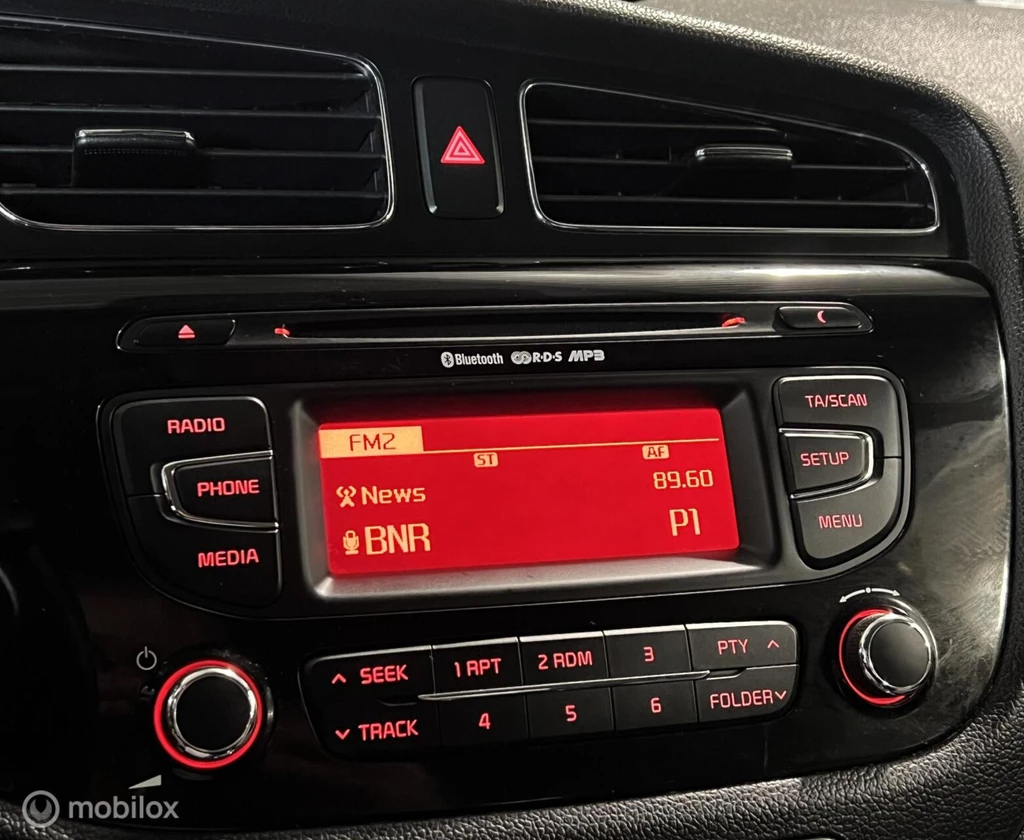 Bluetooth R·D·S MP3
RADIO
PHONE
MEDIA
FM2
ST AF
News 89.60
BNR P1
TA/SCAN
SETUP
MENU
SEEK 1 RPT 2 RDM 3 PTY
TRACK 4 5 6 FOLDER
mobilox